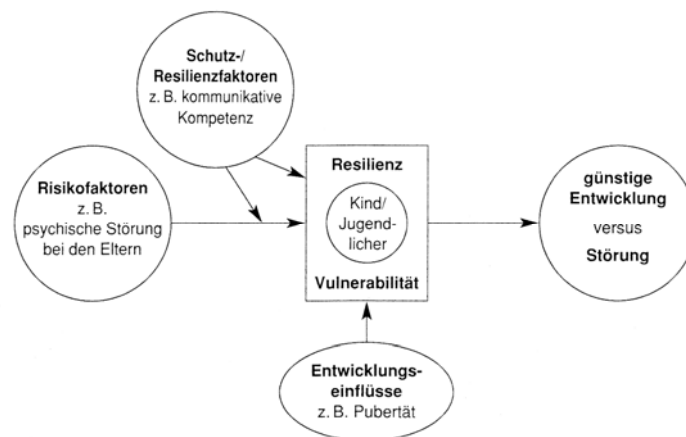 Schutz-/
Resilienzfaktoren
z. B. kommunikative
Kompetenz
Risikofaktoren
z. B.
psychische Störung
bei den Eltern
Resilienz
Kind/
Jugend-
licher
Vulnerabilität
günstige
Entwicklung
versus
Störung
Entwicklungs-
einflüsse
z. B. Pubertät